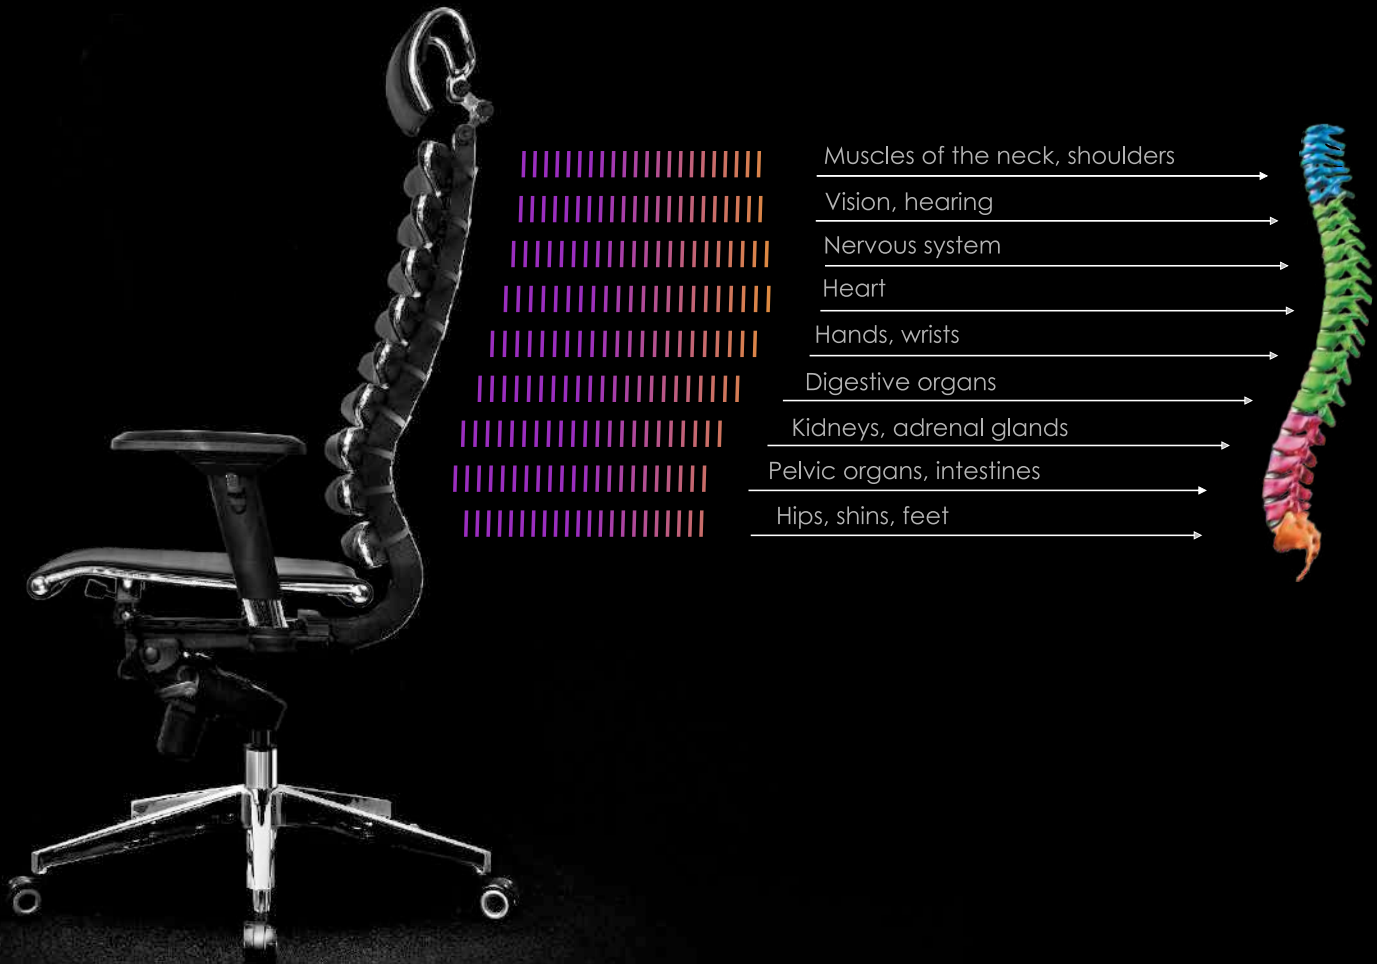 Muscles of the neck, shoulders
Vision, hearing
Nervous system
Heart
Hands, wrists
Digestive organs
Kidneys, adrenal glands
Pelvic organs, intestines
Hips, shins, feet